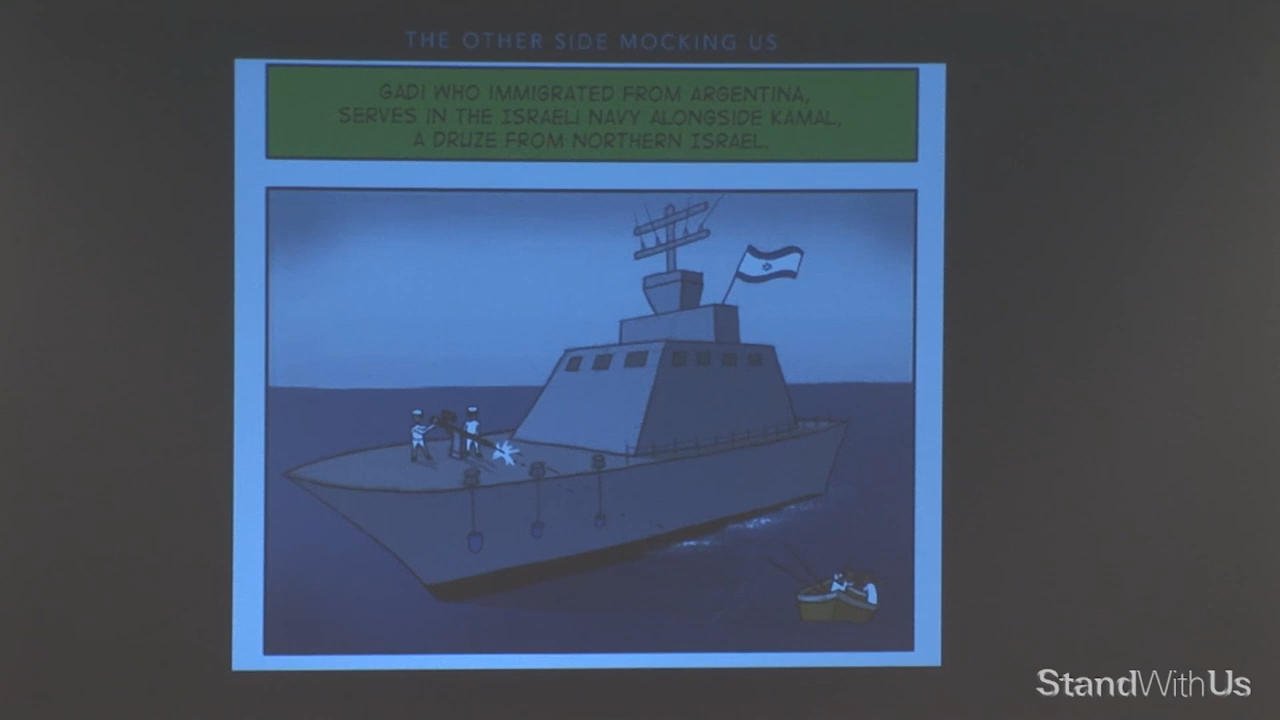 THE OTHER SIDE MOCKING US
GADI WHO IMMIGRATED FROM ARGENTINA,
SERVES IN THE ISRAELI NAVY ALONGSIDE KAMAL,
A DRUZE FROM NORTHERN ISRAEL.
StandWithUs